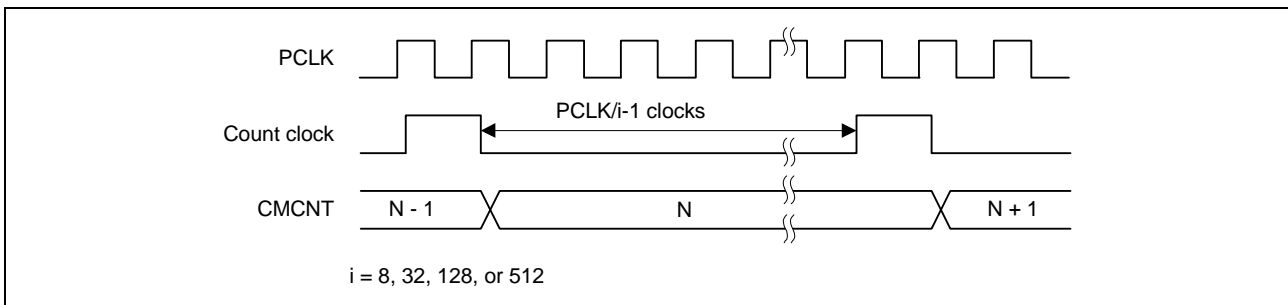 PCLK
PCLK/i-1 clocks
Count clock
CMCNT
N - 1
N
N + 1
i = 8, 32, 128, or 512